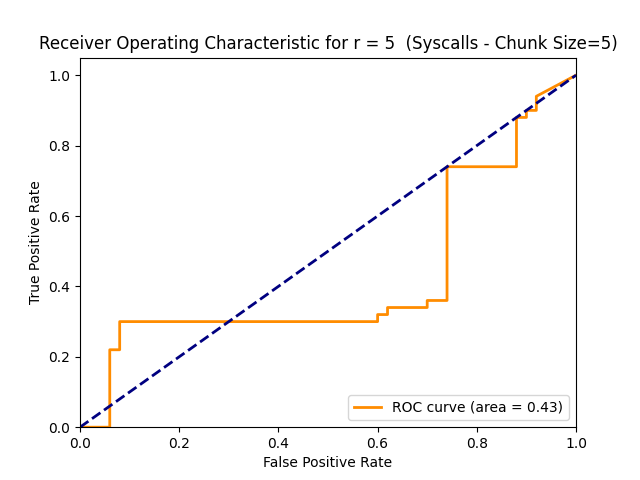 Receiver Operating Characteristic for r = 5  (Syscalls - Chunk Size=5)
1.0
0.8
0.6
0.4
0.2
0.0
True Positive Rate
ROC curve (area = 0.43)
0.0 0.2 0.4 0.6 0.8 1.0
False Positive Rate